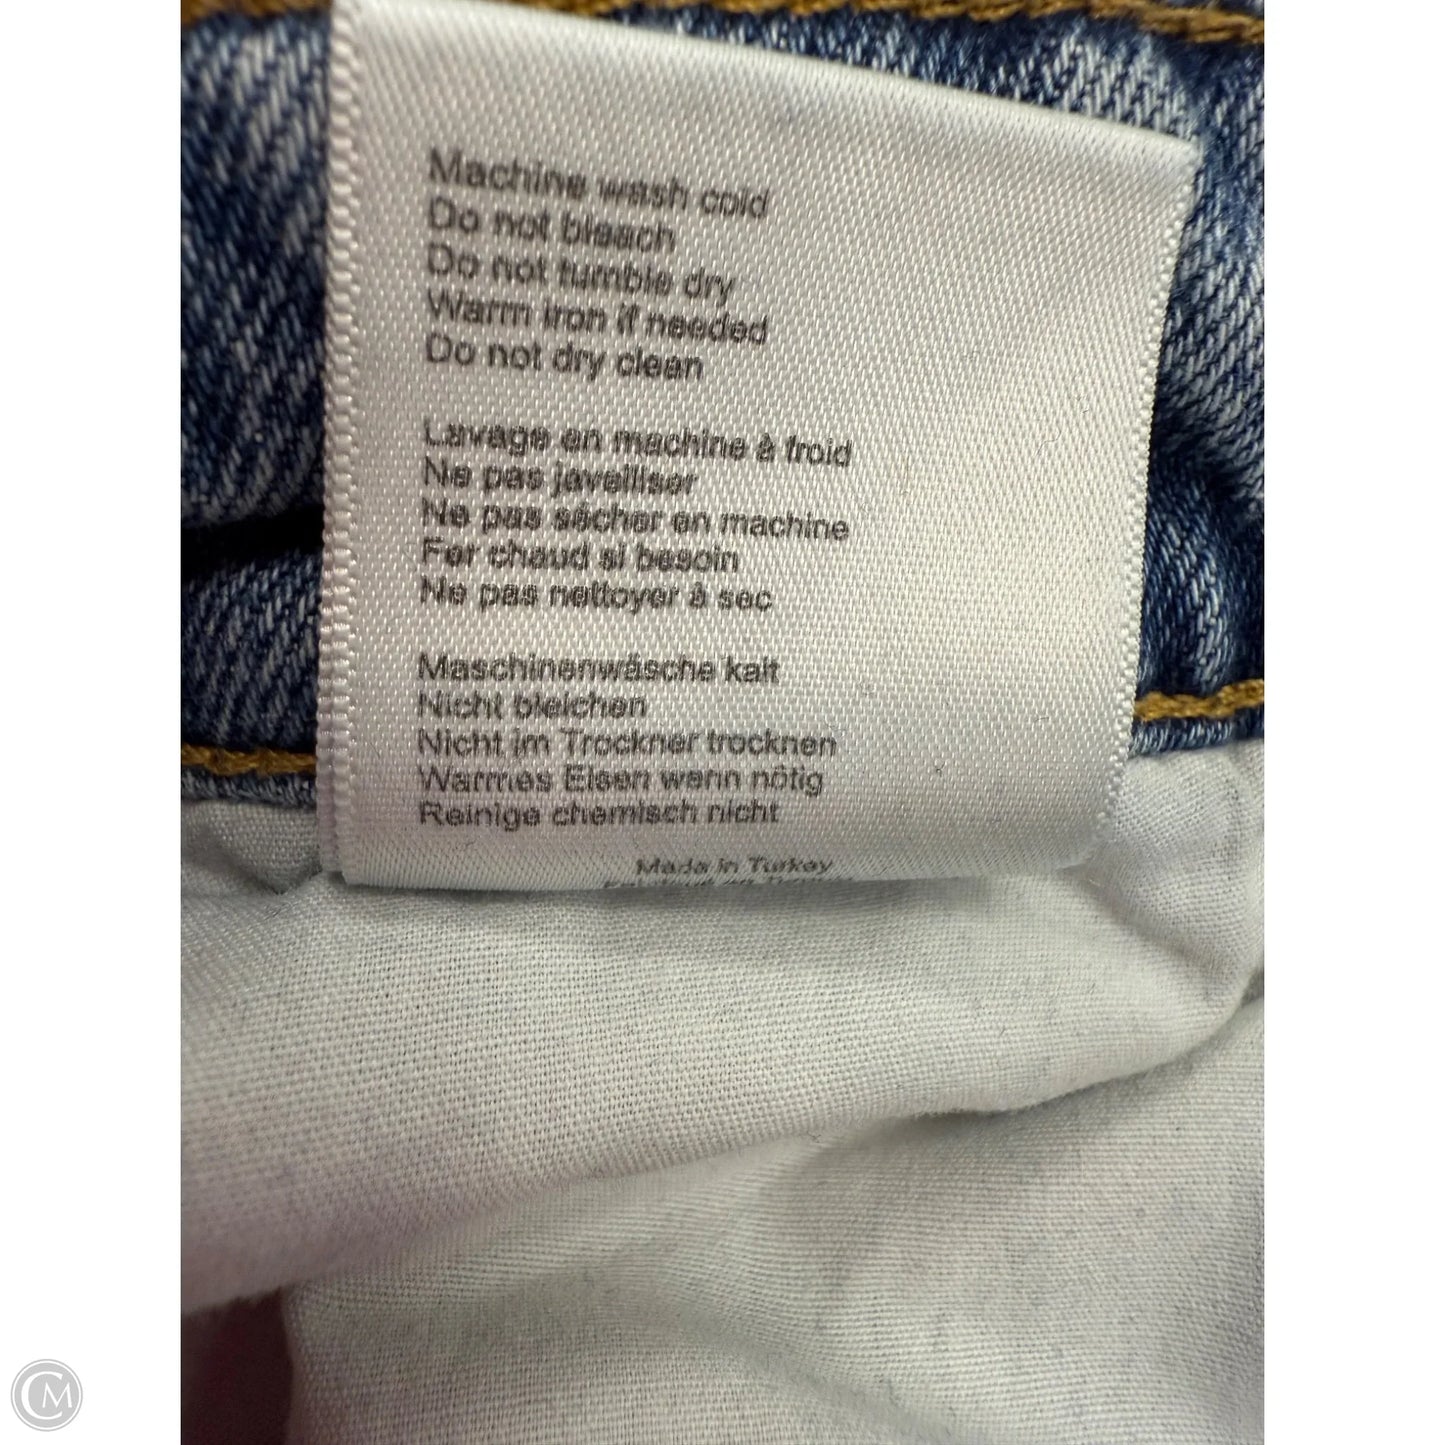 Machine wash cold
Do not bleach
Do not tumble dry
Warm iron if needed
Do not dry clean
Lavage en machine à froid
Ne pas javelliser
Ne pas sécher en machine
Fer chaud si besoin
Ne pas nettoyer à sec
Maschinenwäsche kalt
Nicht bleichen
Nicht im Trockner trocknen
Warmes Eisen wenn nötig
Reinige chemisch nicht
Made in Turkey
CM